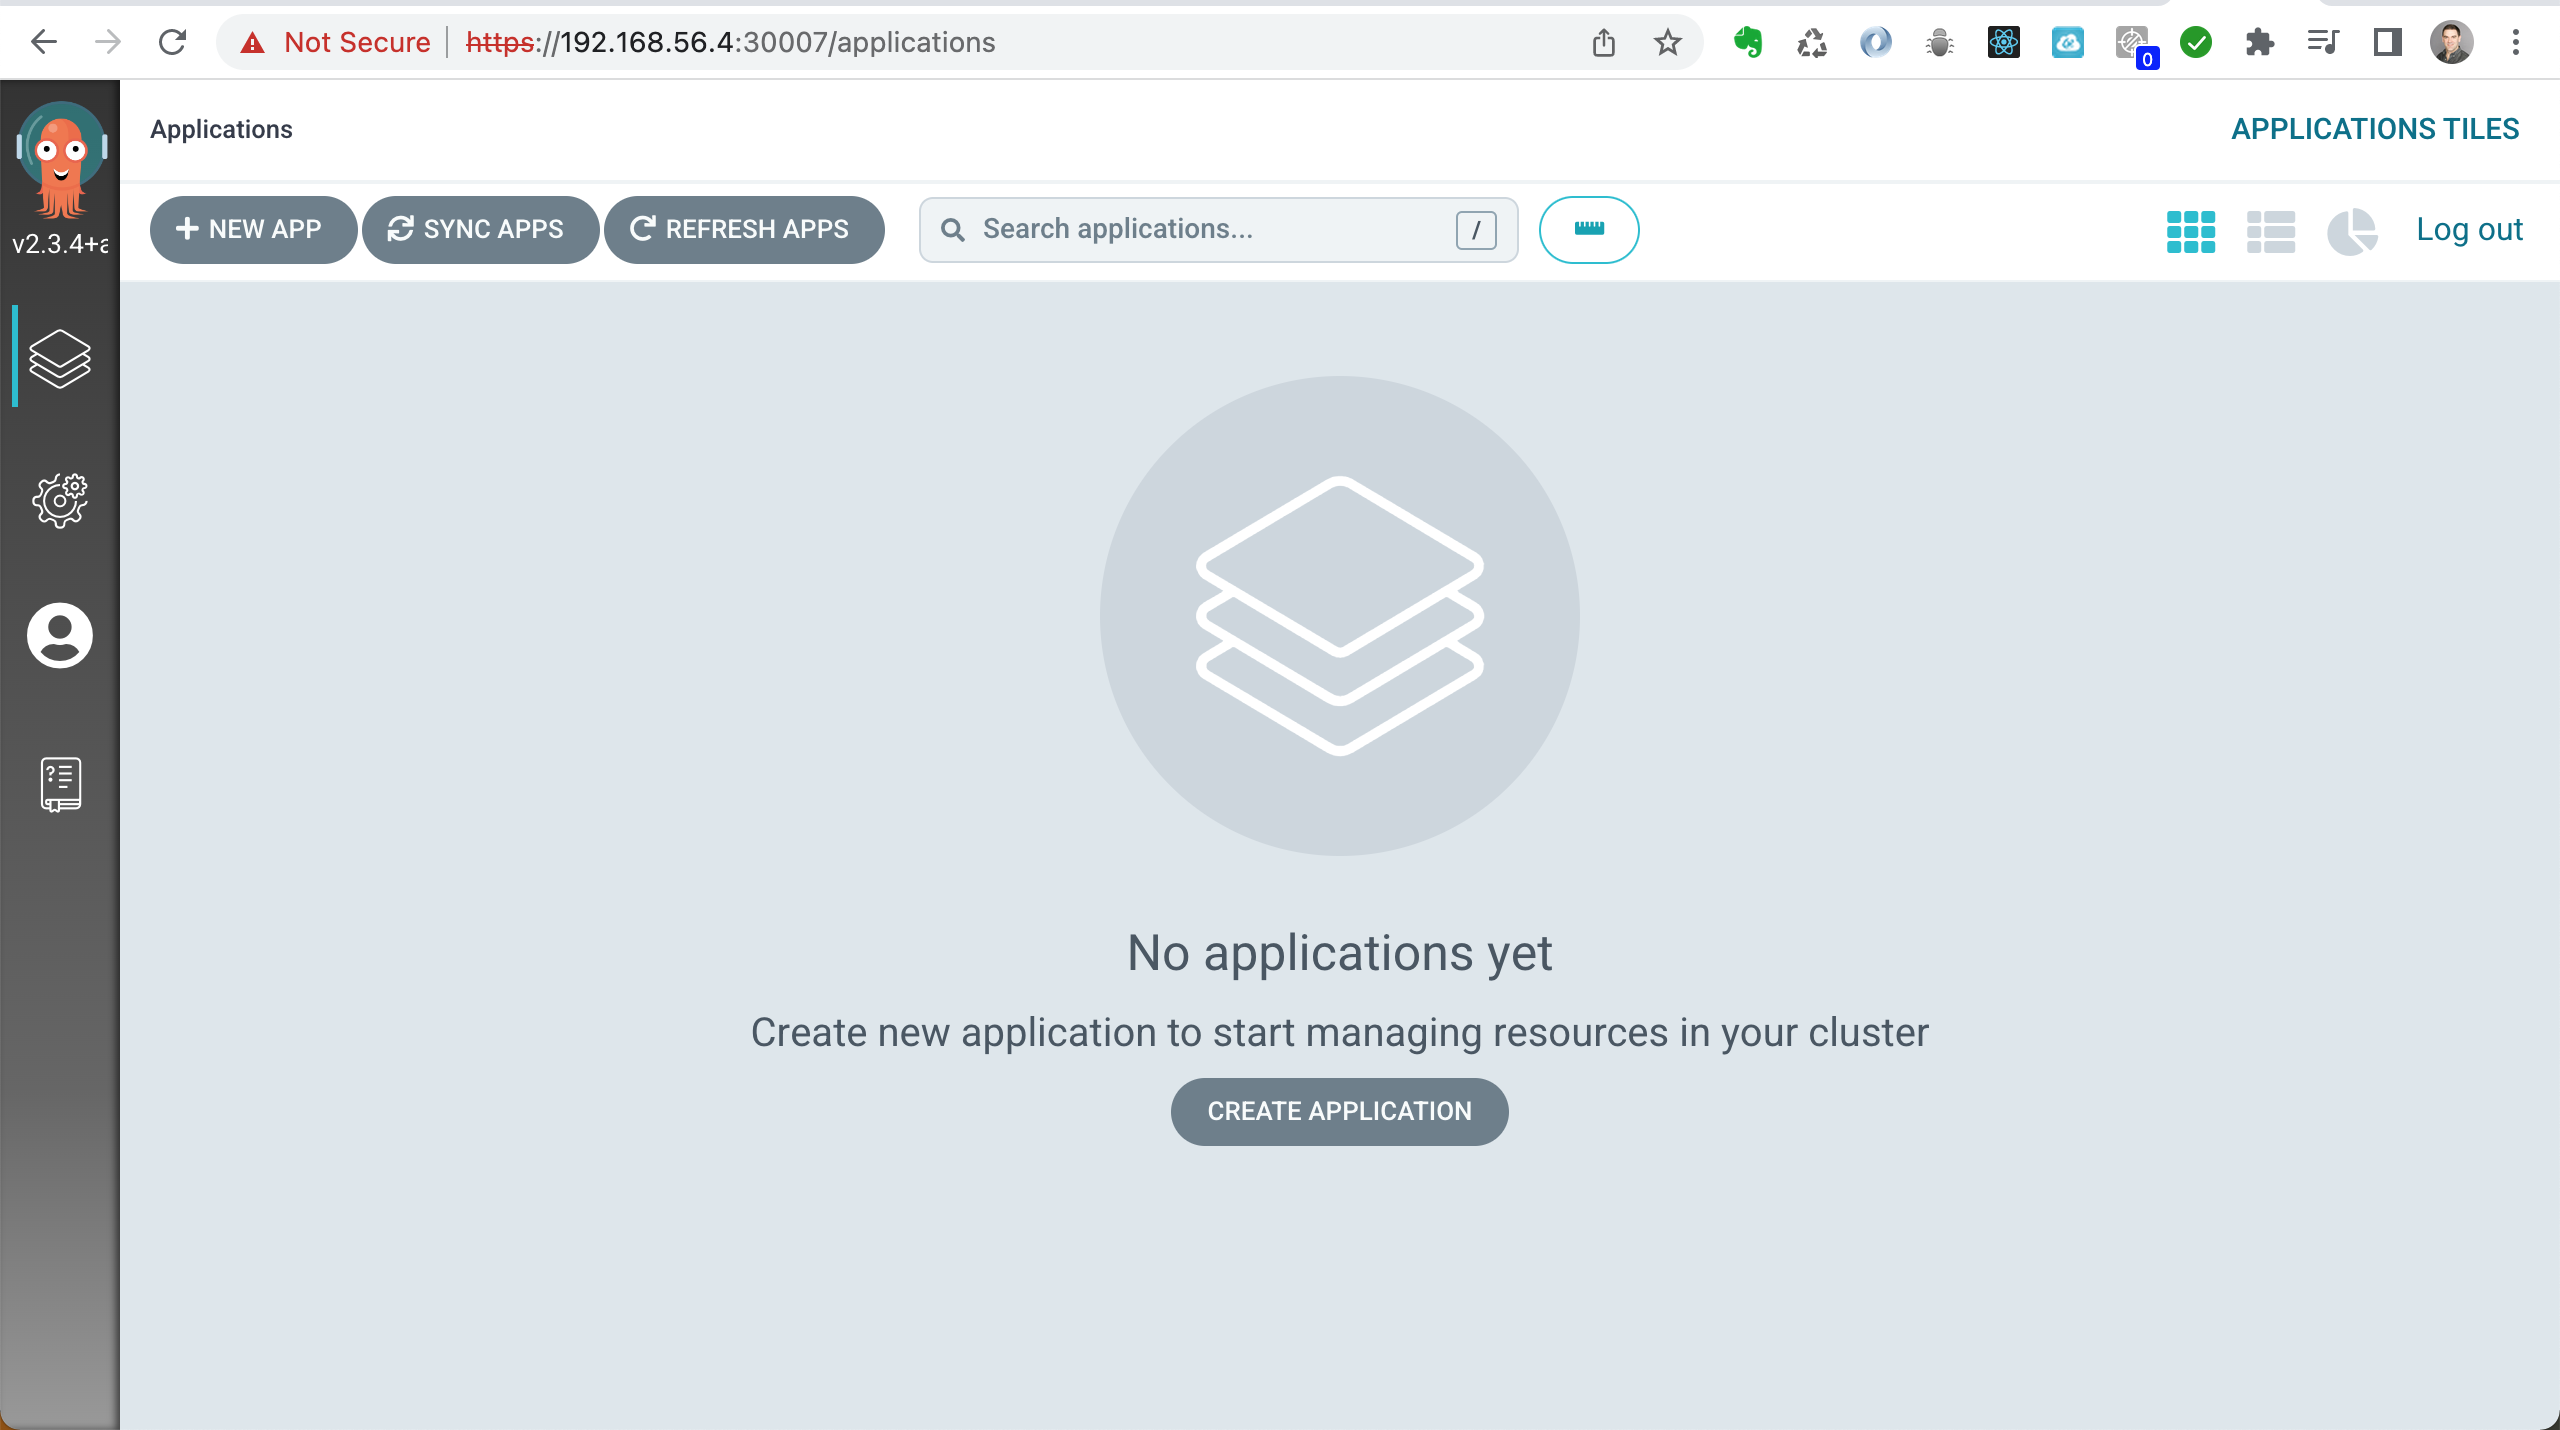 Not Secure https://192.168.56.4:30007/applications
0
Applications
APPLICATIONS TILES
v2.3.4+a
NEW APP
SYNC APPS
REFRESH APPS
Search applications...
/
Log out
No applications yet
Create new application to start managing resources in your cluster
CREATE APPLICATION